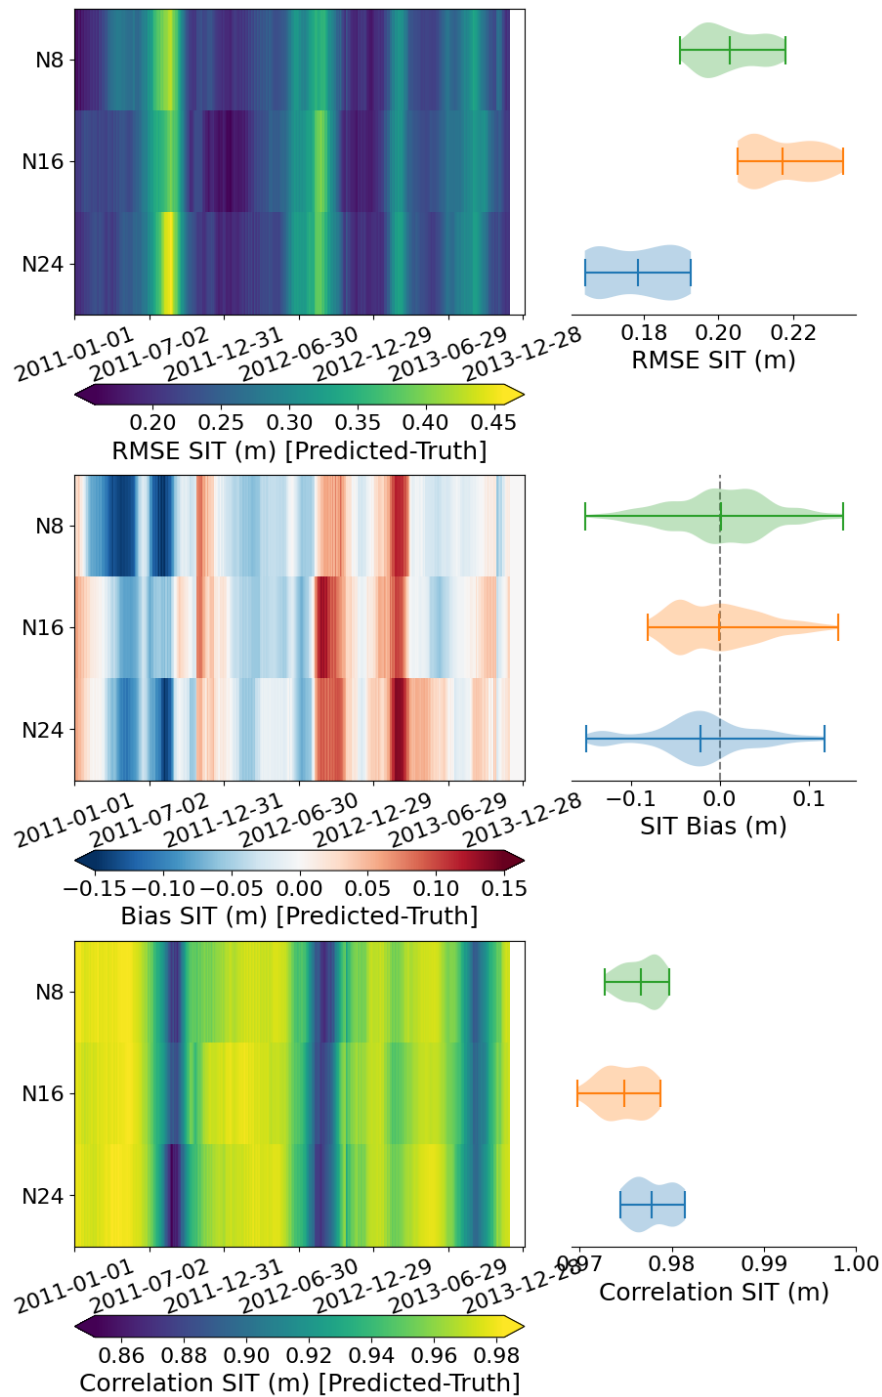 N8
N16
N24
2011-01-01
2011-07-02
2011-12-31
2012-06-30
2012-12-29
2013-06-29
2013-12-28
0.20 0.25 0.30 0.35 0.40 0.45
RMSE SIT (m) [Predicted-Truth]
0.18 0.20 0.22
RMSE SIT (m)
N8
N16
N24
2011-01-01
2011-07-02
2011-12-31
2012-06-30
2012-12-29
2013-06-29
2013-12-28
−0.15 −0.10 −0.05 0.00 0.05 0.10 0.15
Bias SIT (m) [Predicted-Truth]
−0.1 0.0 0.1
SIT Bias (m)
N8
N16
N24
2011-01-01
2011-07-02
2011-12-31
2012-06-30
2012-12-29
2013-06-29
2013-12-28
0.86 0.88 0.90 0.92 0.94 0.96 0.98
Correlation SIT (m) [Predicted-Truth]
0.97 0.98 0.99 1.00
Correlation SIT (m)